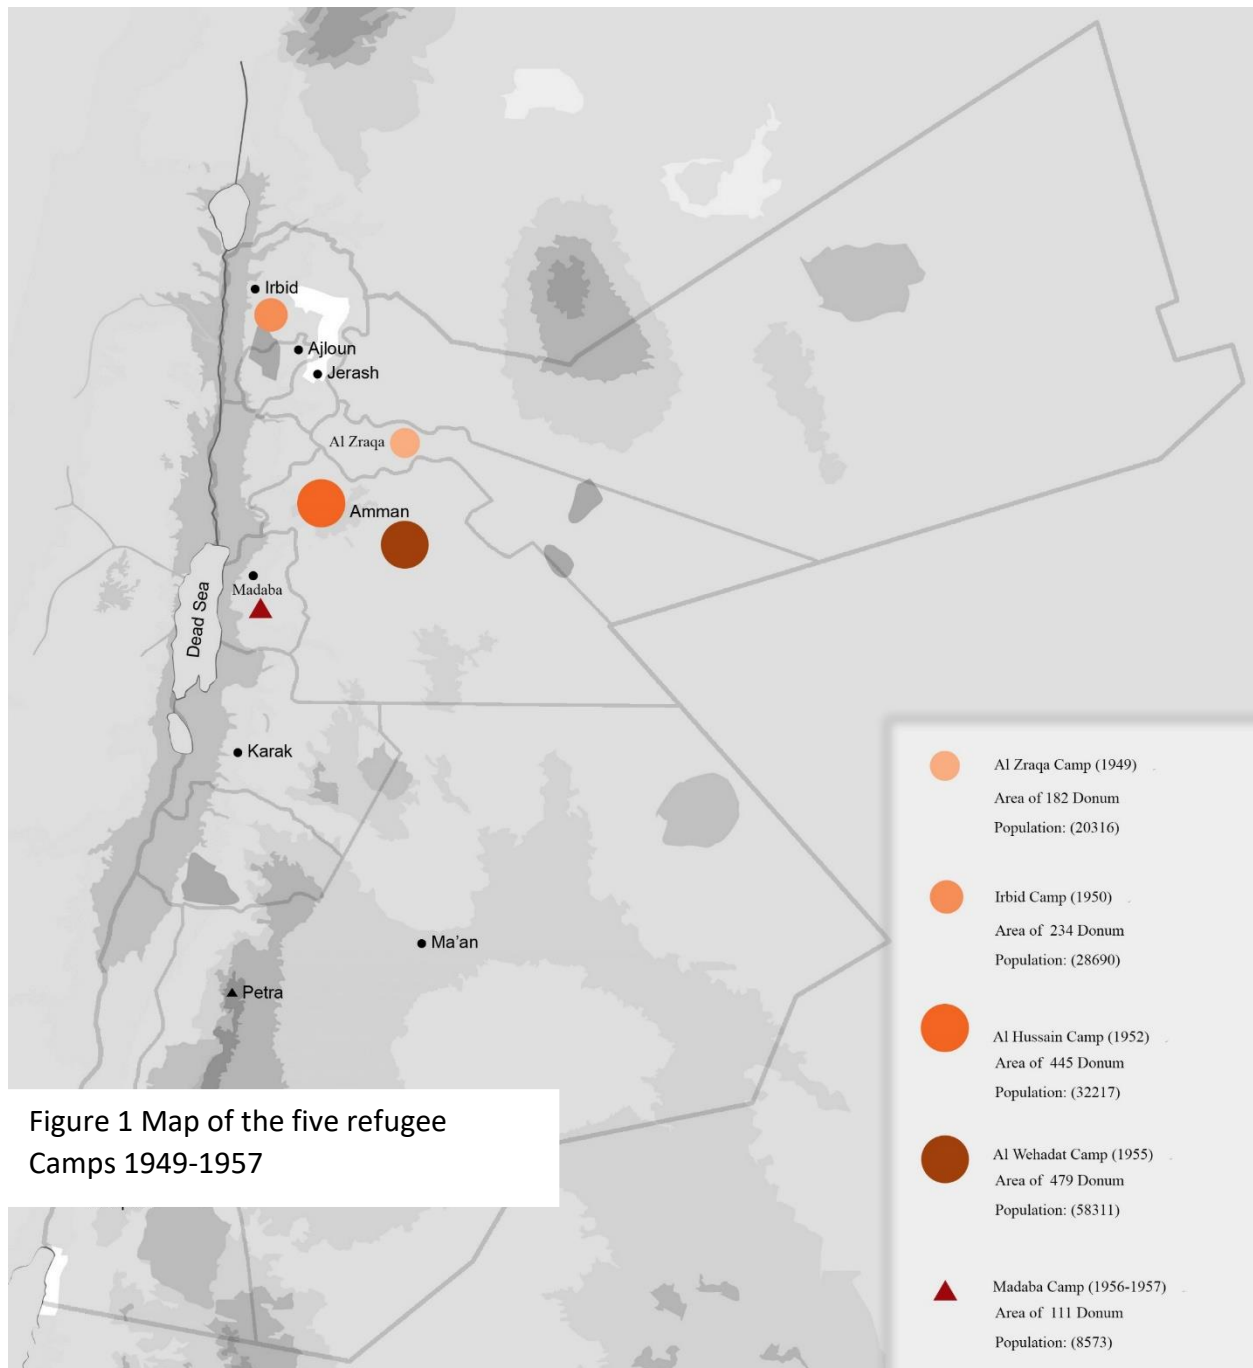 Irbid
Ajloun
Jerash
Al Zraqa
Amman
Madaba
Dead Sea
Karak
Ma'an
Petra
Al Zraqa Camp (1949)
Area of 182 Donum
Population: (20316)
Irbid Camp (1950)
Area of 234 Donum
Population: (28690)
Al Hussain Camp (1952)
Area of 445 Donum
Population: (32217)
Al Wehadat Camp (1955)
Area of 479 Donum
Population: (58311)
Madaba Camp (1956-1957)
Area of 111 Donum
Population: (8573)
Figure 1 Map of the five refugee
Camps 1949-1957